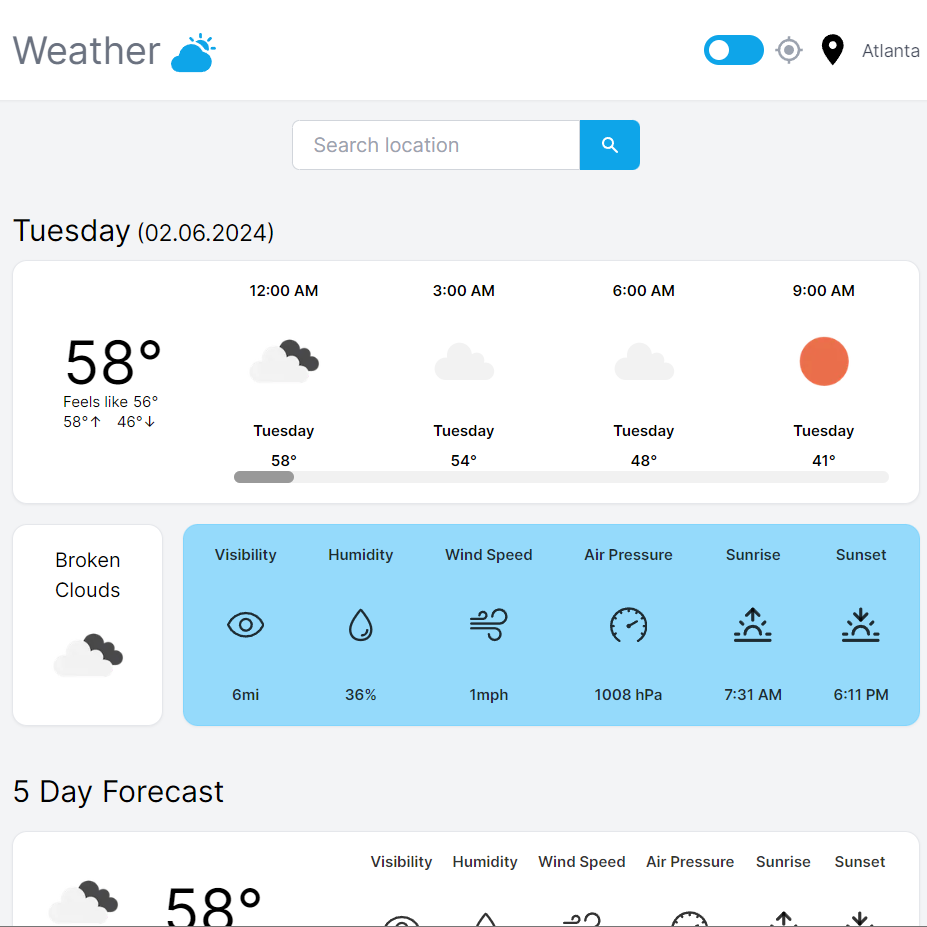 Weather
Atlanta
Search location
Tuesday (02.06.2024)
12:00 AM 3:00 AM 6:00 AM 9:00 AM
58°
Feels like 56°
58°↑ 46°↓
Tuesday Tuesday Tuesday Tuesday
58° 54° 48° 41°
Broken
Clouds
Visibility Humidity Wind Speed Air Pressure Sunrise Sunset
6mi 36% 1mph 1008 hPa 7:31 AM 6:11 PM
5 Day Forecast
Visibility Humidity Wind Speed Air Pressure Sunrise Sunset
58°